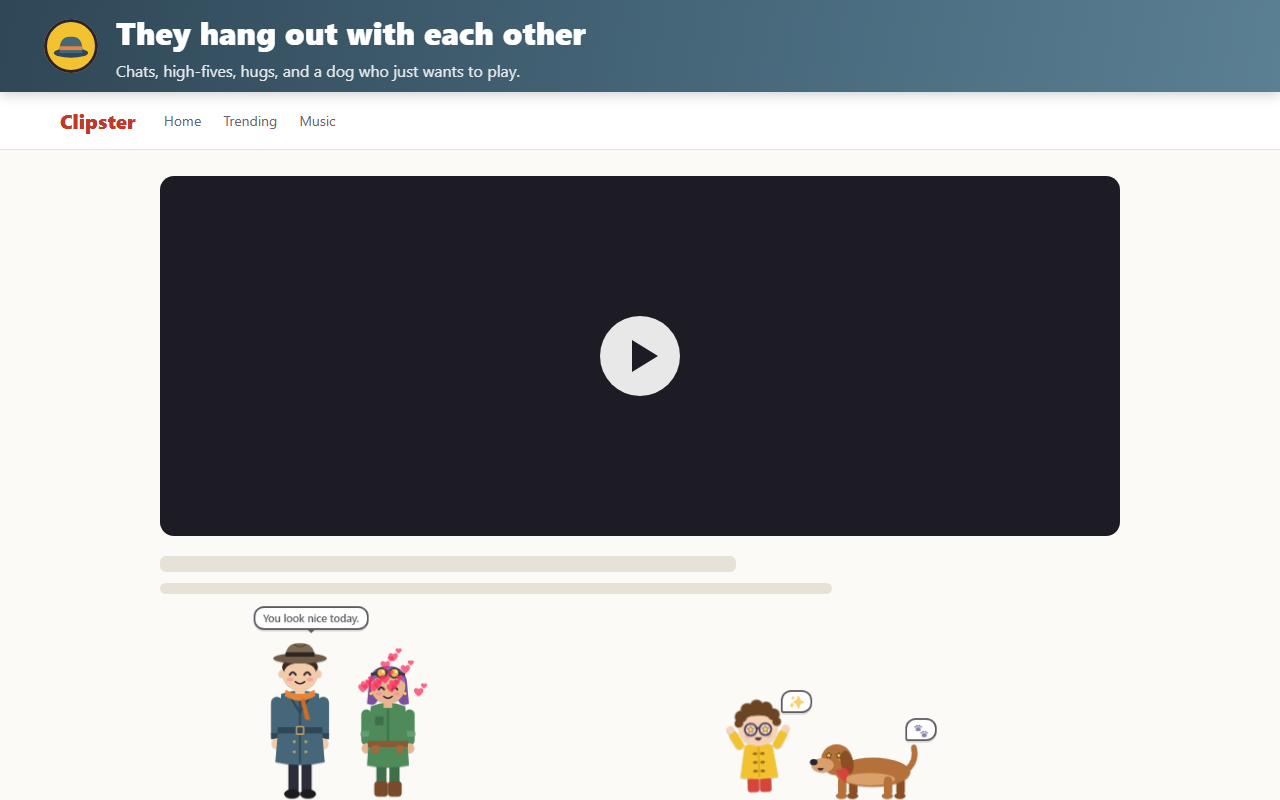 They hang out with each other
Chats, high-fives, hugs, and a dog who just wants to play.
Clipster
Home
Trending
Music
You look nice today.